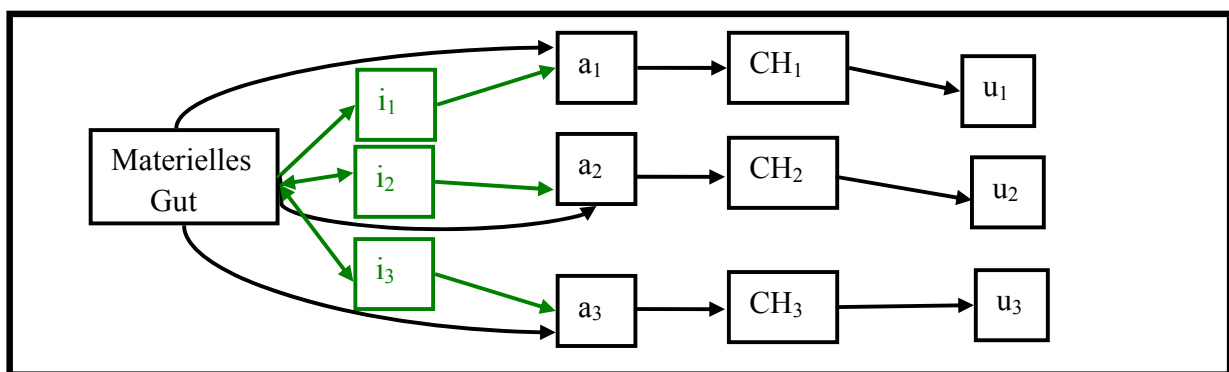 Materielles
Gut
i₁
i₂
i₃
a₁
a₂
a₃
CH₁
CH₂
CH₃
u₁
u₂
u₃